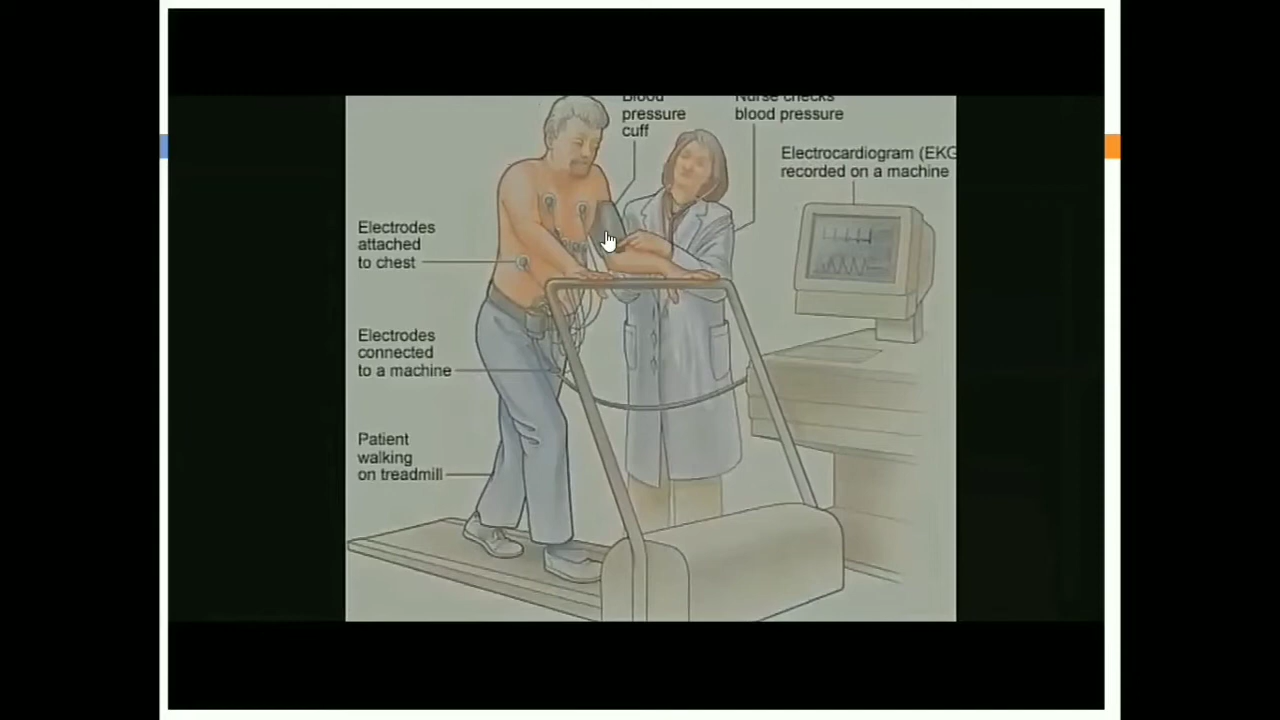 Blood
pressure
cuff
Nurse checks
blood pressure
Electrocardiogram (EKG
recorded on a machine
Electrodes
attached
to chest
Electrodes
connected
to a machine
Patient
walking
on treadmill